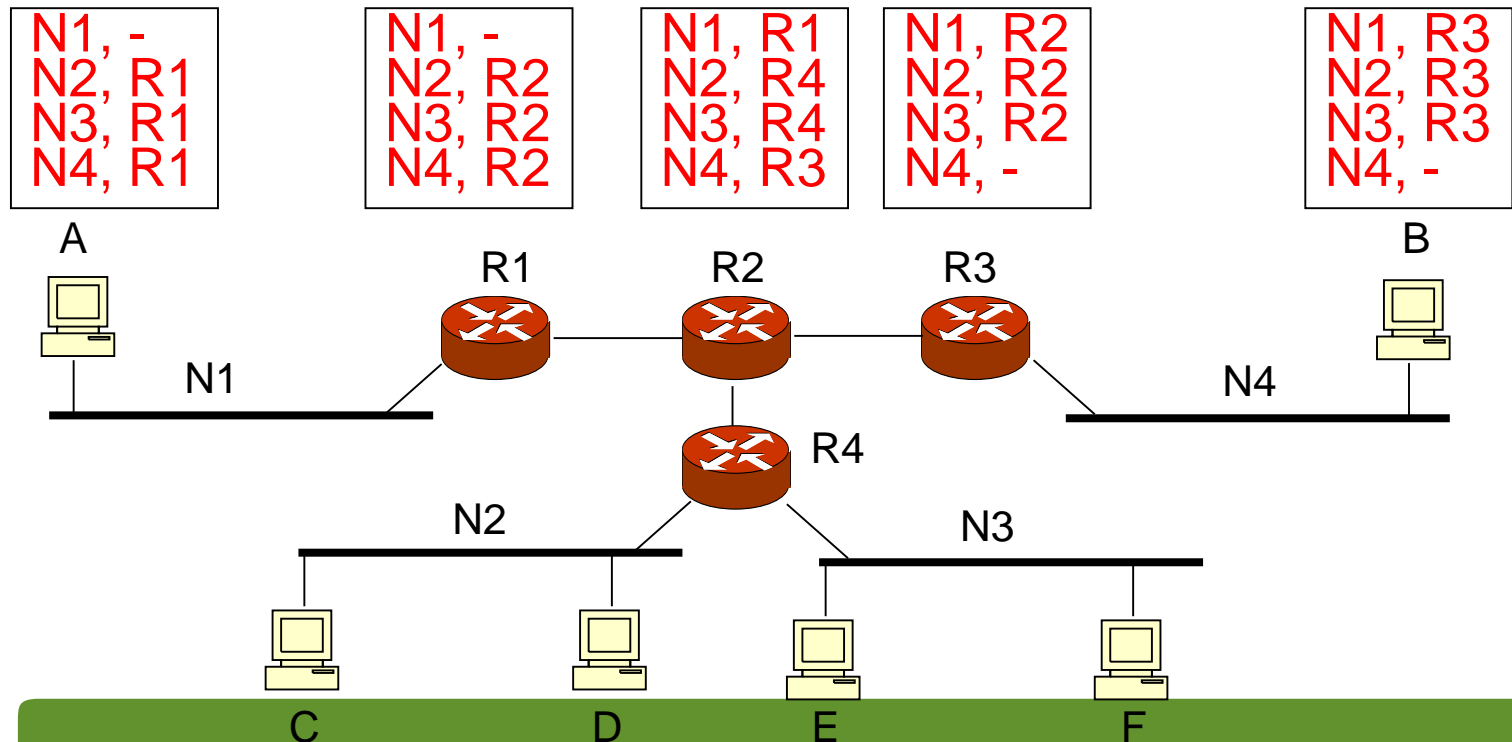 N1, -
N2, R1
N3, R1
N4, R1
N1, -
N2, R2
N3, R2
N4, R2
N1, R1
N2, R4
N3, R4
N4, R3
N1, R2
N2, R2
N3, R2
N4, -
N1, R3
N2, R3
N3, R3
N4, -
A
B
R1
R2
R3
N1
N4
R4
N2
N3
C
D
E
F